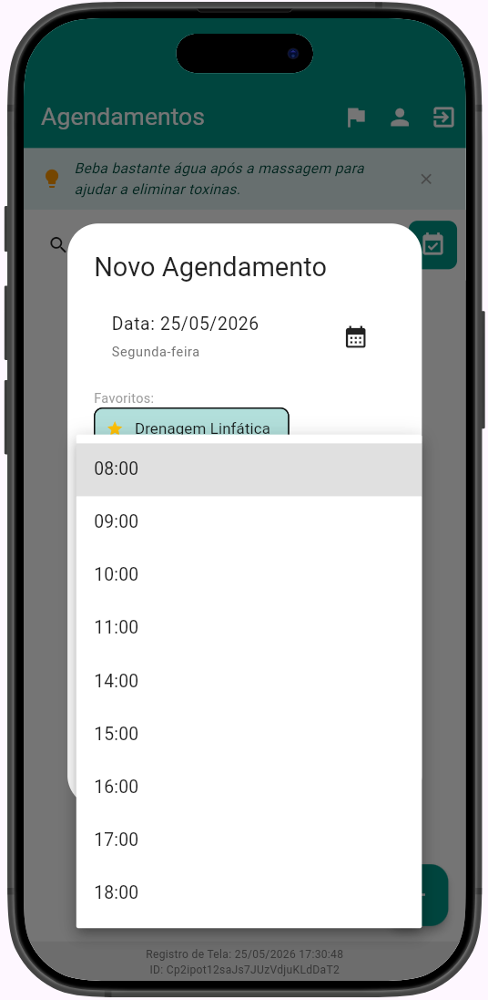 Agendamentos
Beba bastante água após a massagem para
ajudar a eliminar toxinas.
Novo Agendamento
Data: 25/05/2026
Segunda-feira
Favoritos:
Drenagem Linfática
08:00
09:00
10:00
11:00
14:00
15:00
16:00
17:00
18:00
Registro de Tela: 25/05/2026 17:30:48
ID: Cp2ipot12saJs7JUzVdjuKLdDaT2